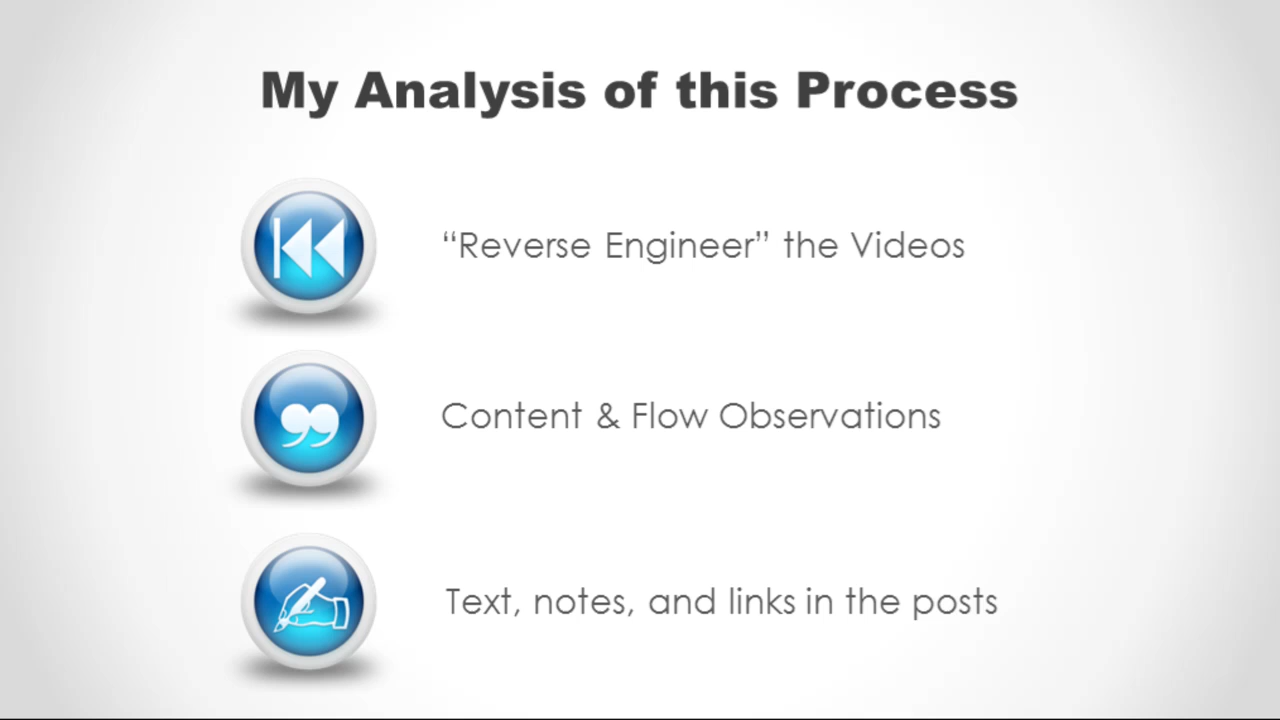 My Analysis of this Process
“Reverse Engineer” the Videos
Content & Flow Observations
Text, notes, and links in the posts